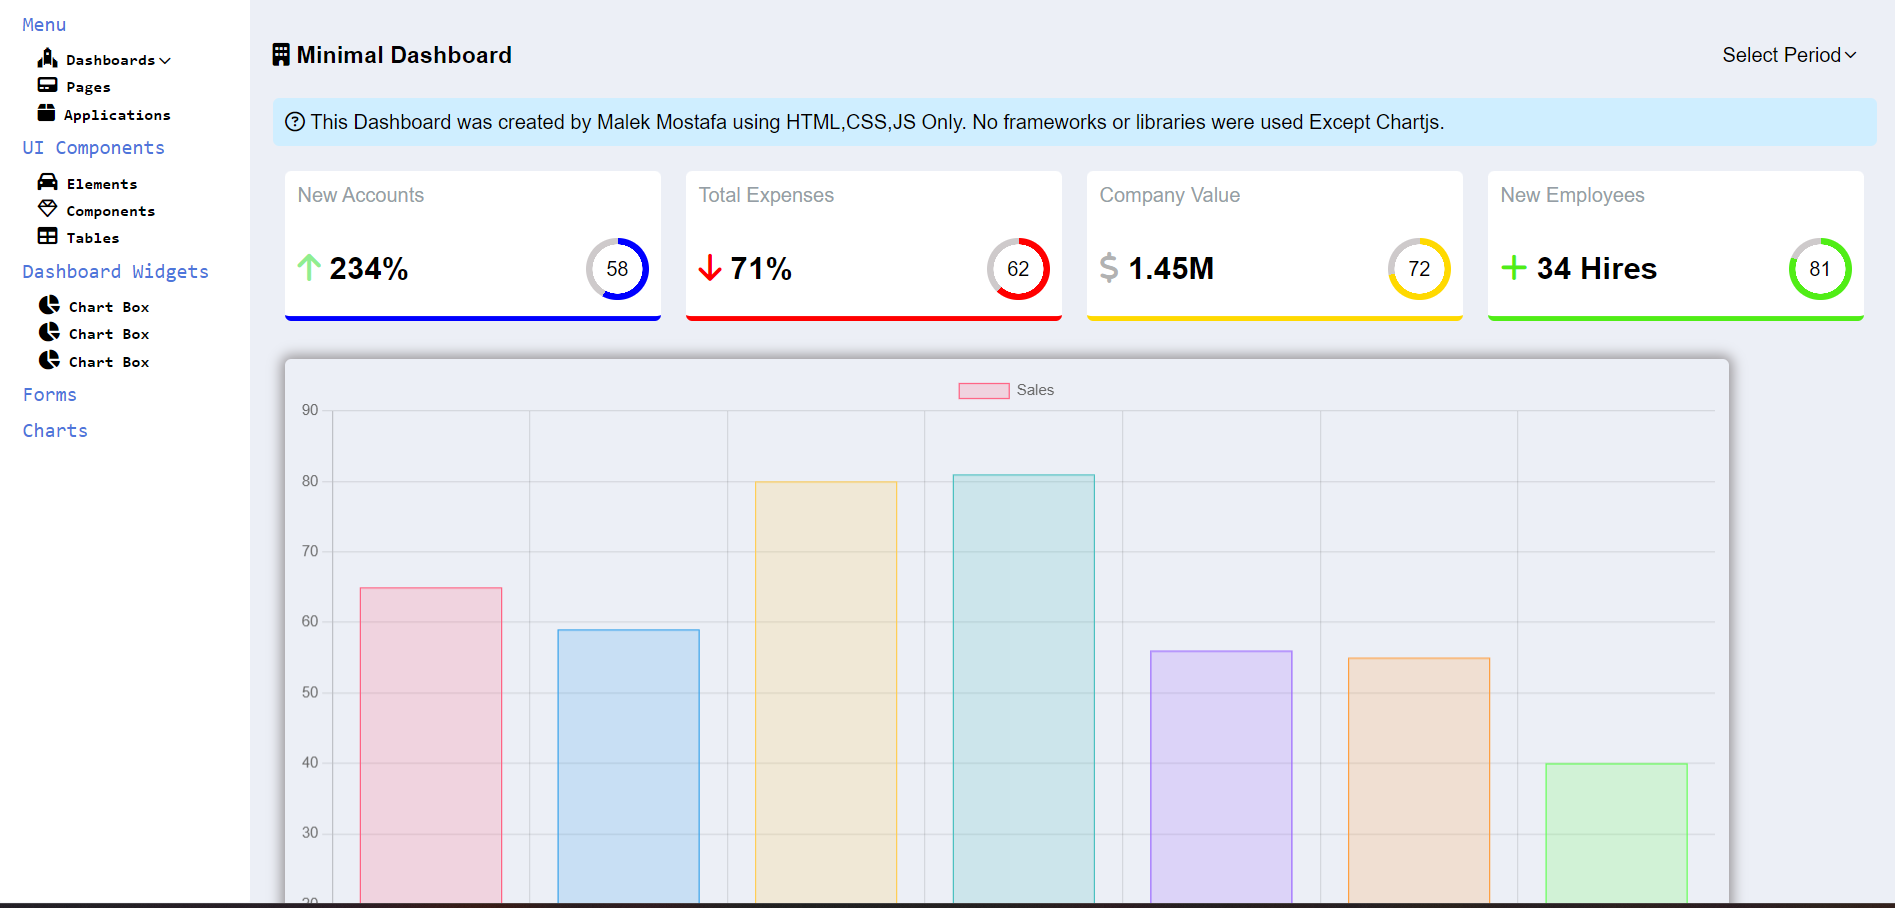 Menu
Dashboards
Pages
Applications
UI Components
Elements
Components
Tables
Dashboard Widgets
Chart Box
Chart Box
Chart Box
Forms
Charts
Minimal Dashboard
Select Period
This Dashboard was created by Malek Mostafa using HTML,CSS,JS Only. No frameworks or libraries were used Except Chartjs.
New Accounts
234%
58
Total Expenses
71%
62
Company Value
$ 1.45M
72
New Employees
+ 34 Hires
81
Sales
90
80
70
60
50
40
30
20